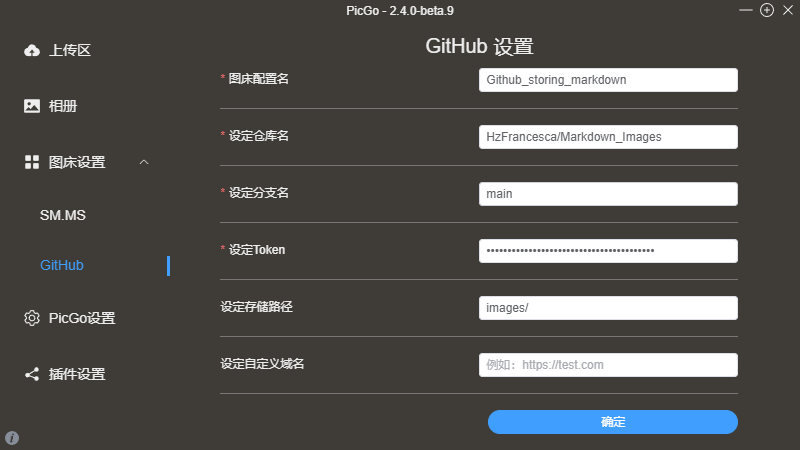 PicGo - 2.4.0-beta.9
上传区
相册
图床设置
SM.MS
GitHub
PicGo设置
插件设置
GitHub 设置
* 图床配置名
Github_storing_markdown
* 设定仓库名
HzFrancesca/Markdown_Images
* 设定分支名
main
* 设定Token
设定存储路径
images/
设定自定义域名
例如：https://test.com
确定